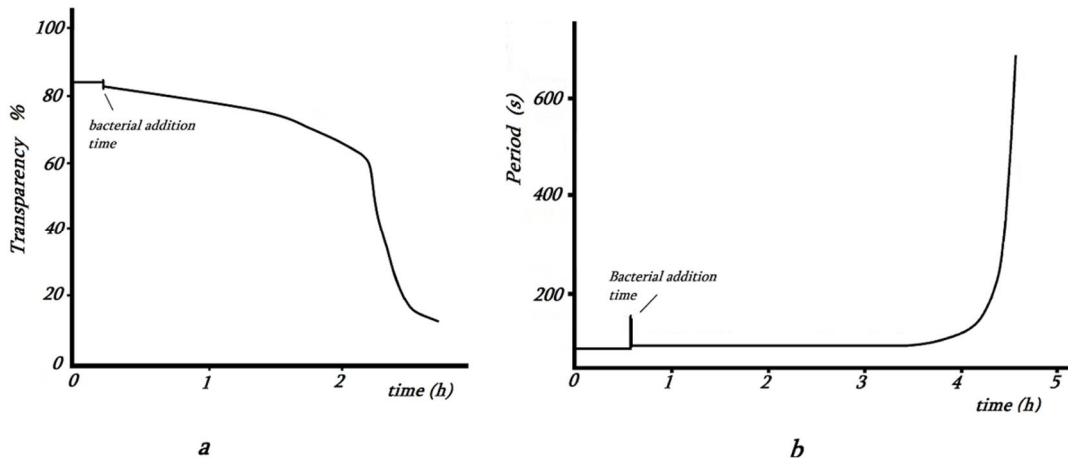 100
80
60
40
20
0
Transparency %
bacterial addition
time
0
1
2
time (h)
a
600
400
200
Period (s)
Bacterial addition
time
0
1
2
3
4
5
time (h)
b